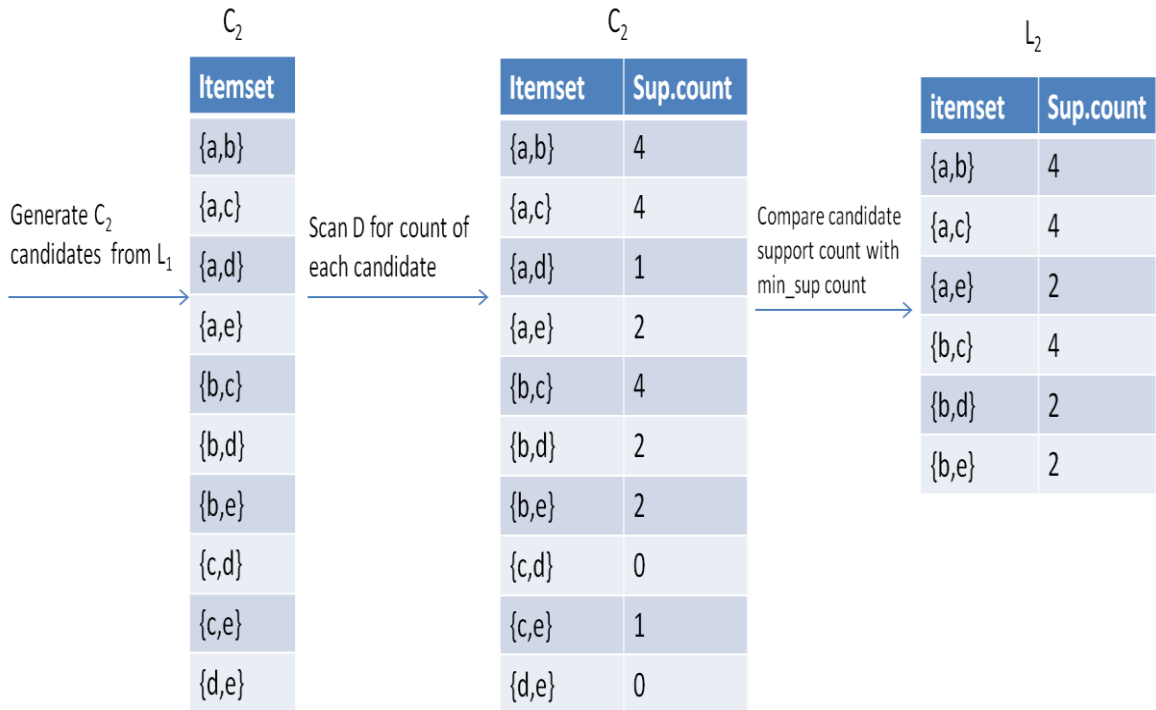 C₂
Itemset
{a,b}
{a,c}
{a,d}
{a,e}
{b,c}
{b,d}
{b,e}
{c,d}
{c,e}
{d,e}
Generate C₂
candidates from L₁
Scan D for count of
each candidate
C₂
Itemset Sup.count
{a,b} 4
{a,c} 4
{a,d} 1
{a,e} 2
{b,c} 4
{b,d} 2
{b,e} 2
{c,d} 0
{c,e} 1
{d,e} 0
Compare candidate
support count with
min_sup count
L₂
itemset Sup.count
{a,b} 4
{a,c} 4
{a,e} 2
{b,c} 4
{b,d} 2
{b,e} 2